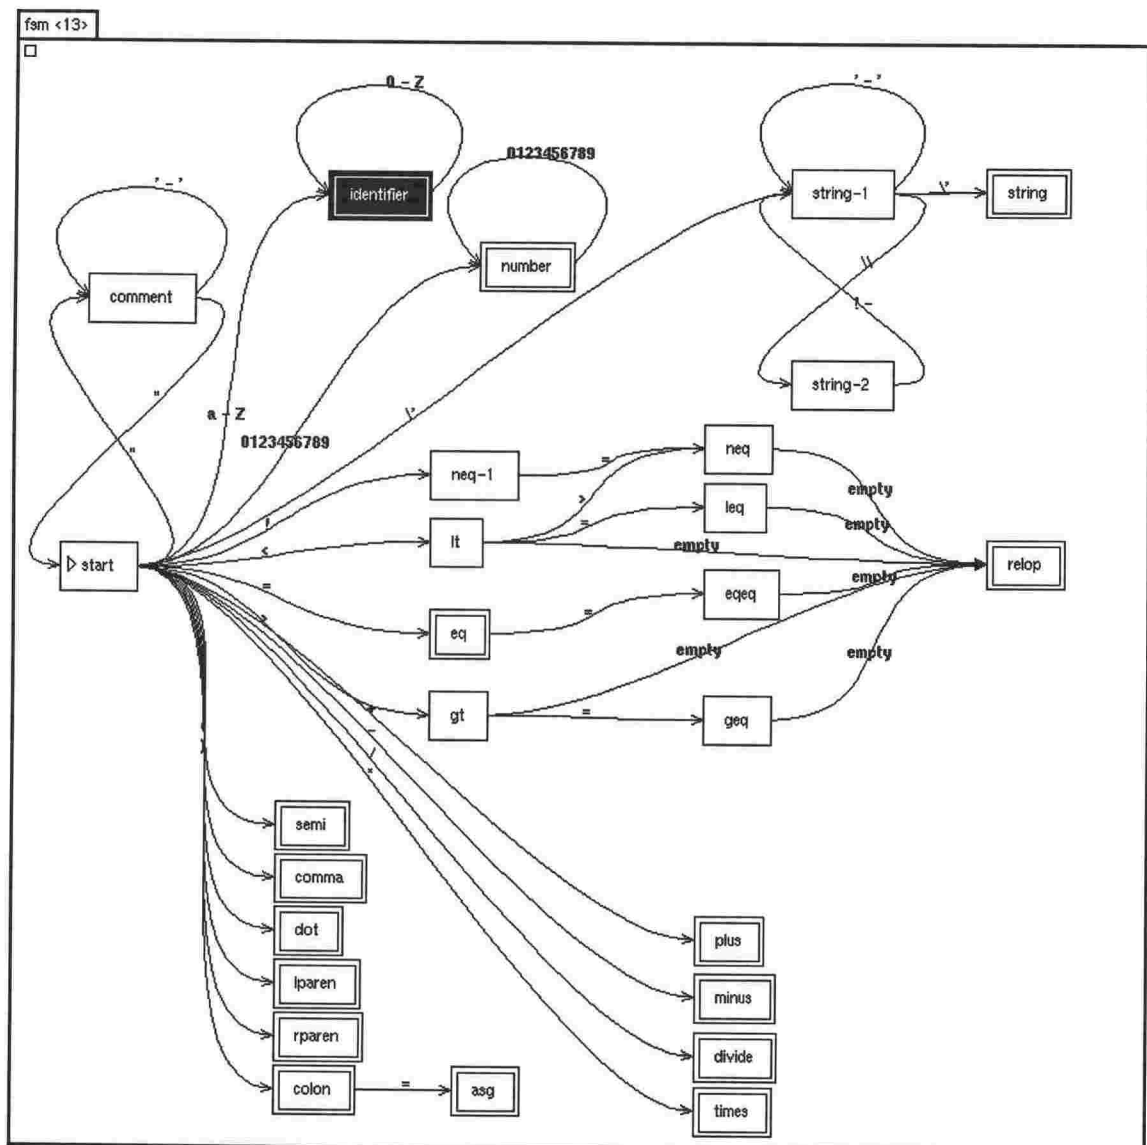 fsm <13>
0 - Z
' - '
0123456789
identifier
string-1
\'
string
' - '
number
comment
\\
! -
string-2
"
a - Z
\'
0123456789
"
neq-1
=
neq
empty
!
>
leq
lt
=
empty
<
empty
start
relop
=
eqeq
empty
eq
=
>
empty
empty
gt
=
geq
-
/
*
semi
comma
dot
plus
lparen
minus
rparen
divide
colon
=
asg
times